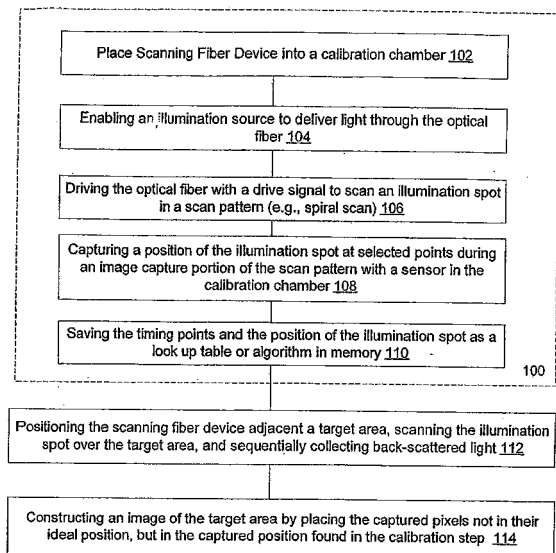 Place Scanning Fiber Device into a calibration chamber 102
Enabling an illumination source to deliver light through the optical
fiber 104
Driving the optical fiber with a drive signal to scan an illumination spot
in a scan pattern (e.g., spiral scan) 106
Capturing a position of the illumination spot at selected points during
an image capture portion of the scan pattern with a sensor in the
calibration chamber 108
Saving the timing points and the position of the illumination spot as a
look up table or algorithm in memory 110
100
Positioning the scanning fiber device adjacent a target area, scanning the illumination
spot over the target area, and sequentially collecting back-scattered light 112
Constructing an image of the target area by placing the captured pixels not in their
ideal position, but in the captured position found in the calibration step 114